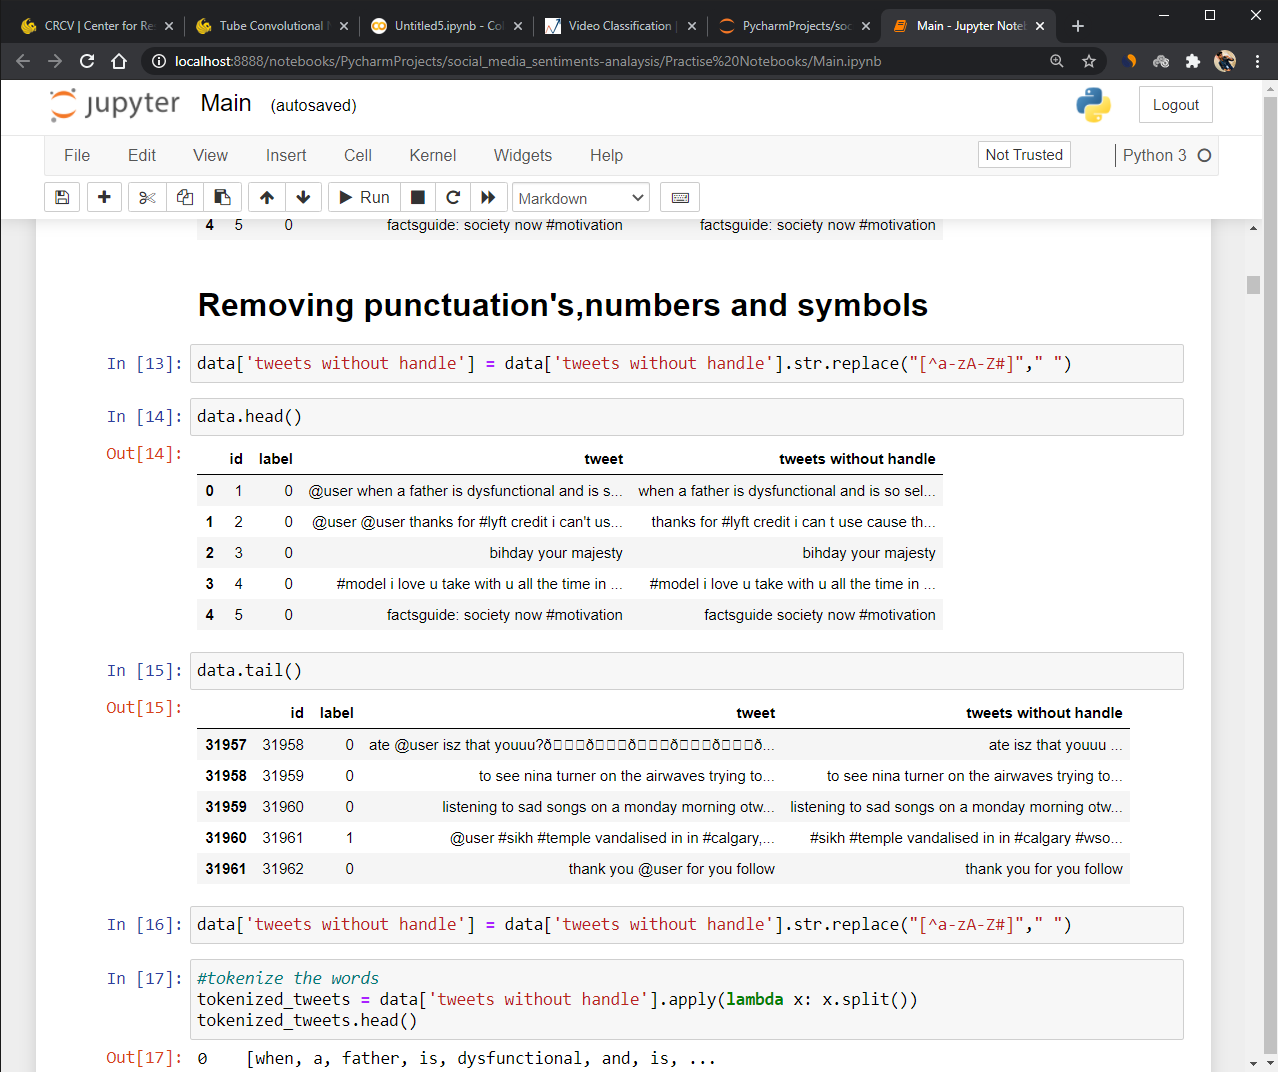 CRCV | Center for Re
Tube Convolutional N
Untitled5.ipynb - Col
Video Classification |
PycharmProjects/soc
Main - Jupyter Noteb
localhost:8888/notebooks/PycharmProjects/social_media_sentiments-analaysis/Practise%20Notebooks/Main.ipynb
jupyter Main (autosaved)
Logout
File Edit View Insert Cell Kernel Widgets Help
Not Trusted
Python 3
Run
Markdown
4 5 0 factsguide: society now #motivation factsguide: society now #motivation
Removing punctuation's,numbers and symbols
In [13]: data['tweets without handle'] = data['tweets without handle'].str.replace("[^a-zA-Z#]"," ")
In [14]: data.head()
Out[14]:
id label tweet tweets without handle
0 1 0 @user when a father is dysfunctional and is s... when a father is dysfunctional and is so sel...
1 2 0 @user @user thanks for #lyft credit i can't us... thanks for #lyft credit i can t use cause th...
2 3 0 bihday your majesty bihday your majesty
3 4 0 #model i love u take with u all the time in ... #model i love u take with u all the time in ...
4 5 0 factsguide: society now #motivation factsguide society now #motivation
In [15]: data.tail()
Out[15]:
id label tweet tweets without handle
31957 31958 0 ate @user isz that youuu?ð□□□ð□□□ð□□□ð□□□ð□□□ð... ate isz that youuu ...
31958 31959 0 to see nina turner on the airwaves trying to... to see nina turner on the airwaves trying to...
31959 31960 0 listening to sad songs on a monday morning otw... listening to sad songs on a monday morning otw...
31960 31961 1 @user #sikh #temple vandalised in in #calgary,... #sikh #temple vandalised in in #calgary #wso...
31961 31962 0 thank you @user for you follow thank you for you follow
In [16]: data['tweets without handle'] = data['tweets without handle'].str.replace("[^a-zA-Z#]"," ")
In [17]: #tokenize the words
tokenized_tweets = data['tweets without handle'].apply(lambda x: x.split())
tokenized_tweets.head()
Out[17]: 0 [when, a, father, is, dysfunctional, and, is, ...